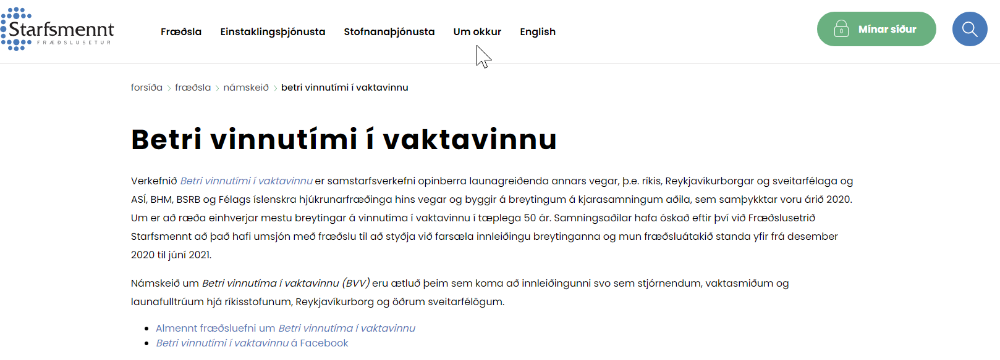 Starfsmennt
FRÆÐSLUSETUR
Fræðsla Einstaklingsþjónusta Stofnanaþjónusta Um okkur English
Mínar síður
forsíða > fræðsla > námskeið > betri vinnutími í vaktavinnu
Betri vinnutími í vaktavinnu
Verkefnið Betri vinnutími í vaktavinnu er samstarfsverkefni opinberra launagreiðenda annars vegar, þ.e. ríkis, Reykjavíkurborgar og sveitarfélaga og
ASÍ, BHM, BSRB og Félags íslenskra hjúkrunarfræðinga hins vegar og byggir á breytingum á kjarasamningum aðila, sem samþykktar voru árið 2020.
Um er að ræða einhverjar mestu breytingar á vinnutíma í vaktavinnu í tæplega 50 ár. Samningsaðilar hafa óskað eftir því við Fræðslusetrið
Starfsmennt að það hafi umsjón með fræðslu til að styðja við farsæla innleiðingu breytinganna og mun fræðsluátakið standa yfir frá desember
2020 til júní 2021.
Námskeið um Betri vinnutíma í vaktavinnu (BVV) eru ætluð þeim sem koma að innleiðingunni svo sem stjórnendum, vaktasmiðum og
launafulltrúum hjá ríkisstofunum, Reykjavíkurborg og öðrum sveitarfélögum.
• Almennt fræðsluefni um Betri vinnutíma í vaktavinnu
• Betri vinnutími í vaktavinnu á Facebook